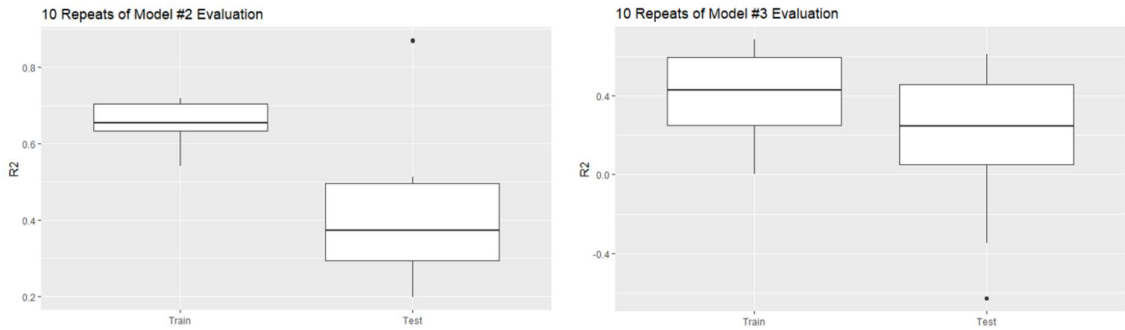 10 Repeats of Model #2 Evaluation
R2
0.8
0.6
0.4
0.2
Train
Test
10 Repeats of Model #3 Evaluation
R2
0.4
0.0
-0.4
Train
Test